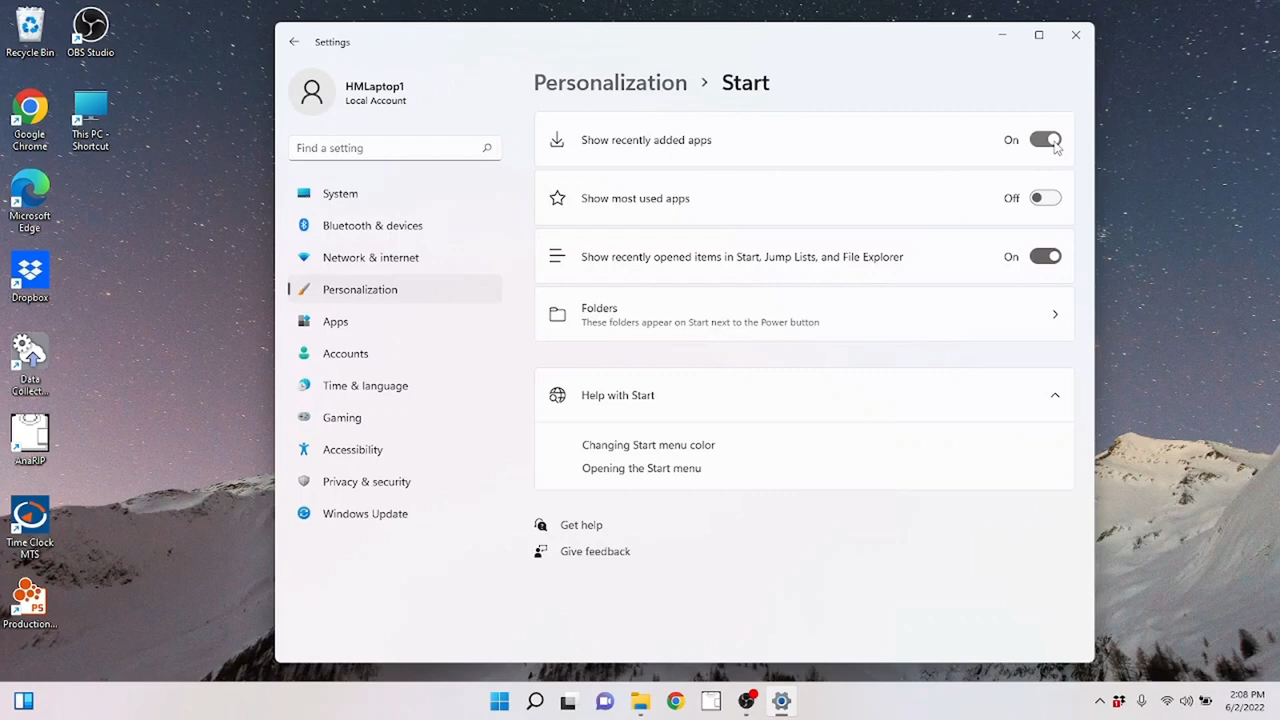 Recycle Bin
OBS Studio
Google
Chrome
This PC -
Shortcut
Microsoft
Edge
Dropbox
Data
Collect...
AnaRIP
Time Clock
MTS
PS
Production...
Settings
HMLaptop1
Local Account
Find a setting
System
Bluetooth & devices
Network & internet
Personalization
Apps
Accounts
Time & language
Gaming
Accessibility
Privacy & security
Windows Update
Personalization > Start
Show recently added apps On
Show most used apps Off
Show recently opened items in Start, Jump Lists, and File Explorer On
Folders
These folders appear on Start next to the Power button
Help with Start
Changing Start menu color
Opening the Start menu
Get help
Give feedback
2:08 PM
6/2/2022